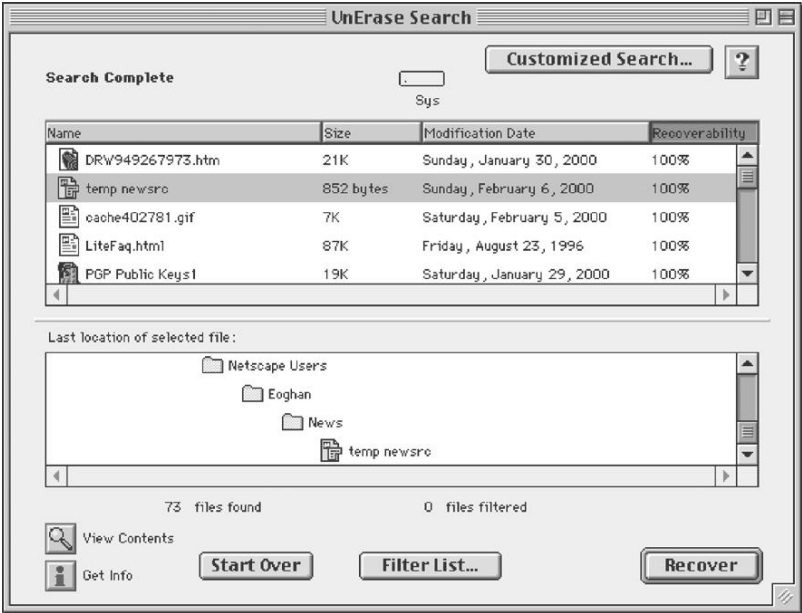 UnErase Search
Customized Search...
?
Search Complete
Sys
Name Size Modification Date Recoverability
DRW949267973.htm 21K Sunday, January 30, 2000 100%
temp newsrc 852 bytes Sunday, February 6, 2000 100%
cache402781.gif 7K Saturday, February 5, 2000 100%
LiteFaq.html 87K Friday, August 23, 1996 100%
PGP Public Keys1 19K Saturday, January 29, 2000 100%
Last location of selected file:
Netscape Users
Eoghan
News
temp newsrc
73 files found 0 files filtered
View Contents
Get Info
Start Over Filter List... Recover